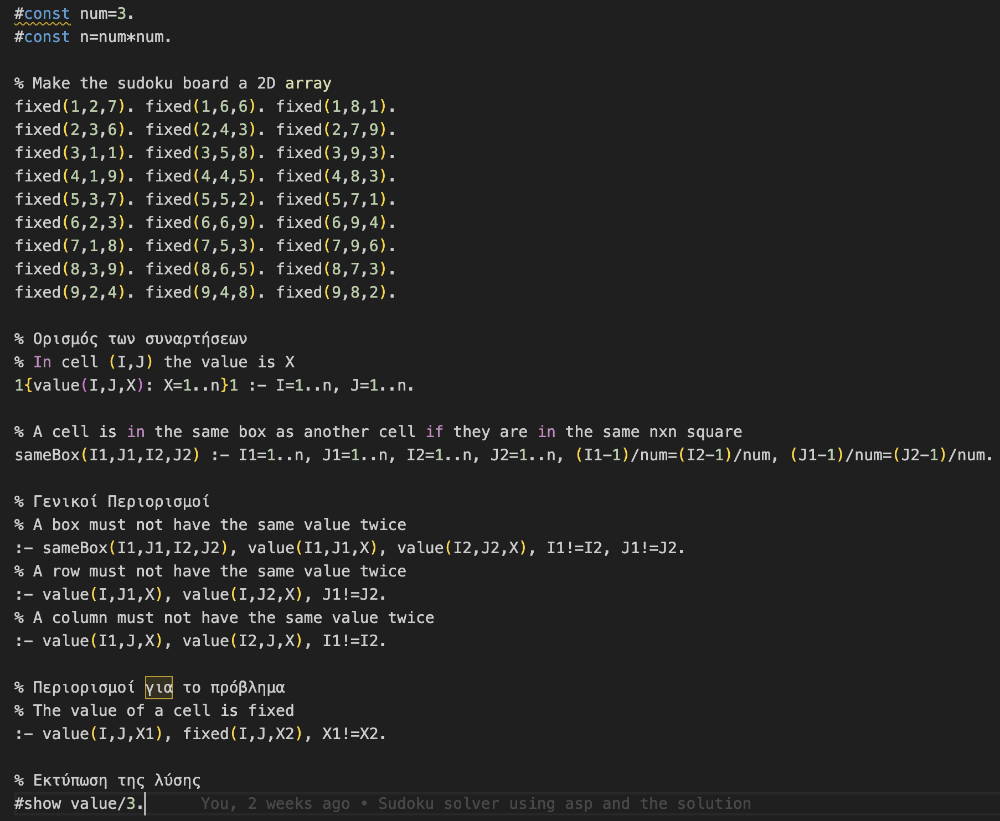 #const num=3.
#const n=num*num.
% Make the sudoku board a 2D array
fixed(1,2,7). fixed(1,6,6). fixed(1,8,1).
fixed(2,3,6). fixed(2,4,3). fixed(2,7,9).
fixed(3,1,1). fixed(3,5,8). fixed(3,9,3).
fixed(4,1,9). fixed(4,4,5). fixed(4,8,3).
fixed(5,3,7). fixed(5,5,2). fixed(5,7,1).
fixed(6,2,3). fixed(6,6,9). fixed(6,9,4).
fixed(7,1,8). fixed(7,5,3). fixed(7,9,6).
fixed(8,3,9). fixed(8,6,5). fixed(8,7,3).
fixed(9,2,4). fixed(9,4,8). fixed(9,8,2).
% Ορισμός των συναρτήσεων
% In cell (I,J) the value is X
1{value(I,J,X): X=1..n}1 :- I=1..n, J=1..n.
% A cell is in the same box as another cell if they are in the same nxn square
sameBox(I1,J1,I2,J2) :- I1=1..n, J1=1..n, I2=1..n, J2=1..n, (I1-1)/num=(I2-1)/num, (J1-1)/num=(J2-1)/num.
% Γενικοί Περιορισμοί
% A box must not have the same value twice
:- sameBox(I1,J1,I2,J2), value(I1,J1,X), value(I2,J2,X), I1!=I2, J1!=J2.
% A row must not have the same value twice
:- value(I,J1,X), value(I,J2,X), J1!=J2.
% A column must not have the same value twice
:- value(I1,J,X), value(I2,J,X), I1!=I2.
% Περιορισμοί για το πρόβλημα
% The value of a cell is fixed
:- value(I,J,X1), fixed(I,J,X2), X1!=X2.
% Εκτύπωση της λύσης
#show value/3. You, 2 weeks ago • Sudoku solver using asp and the solution